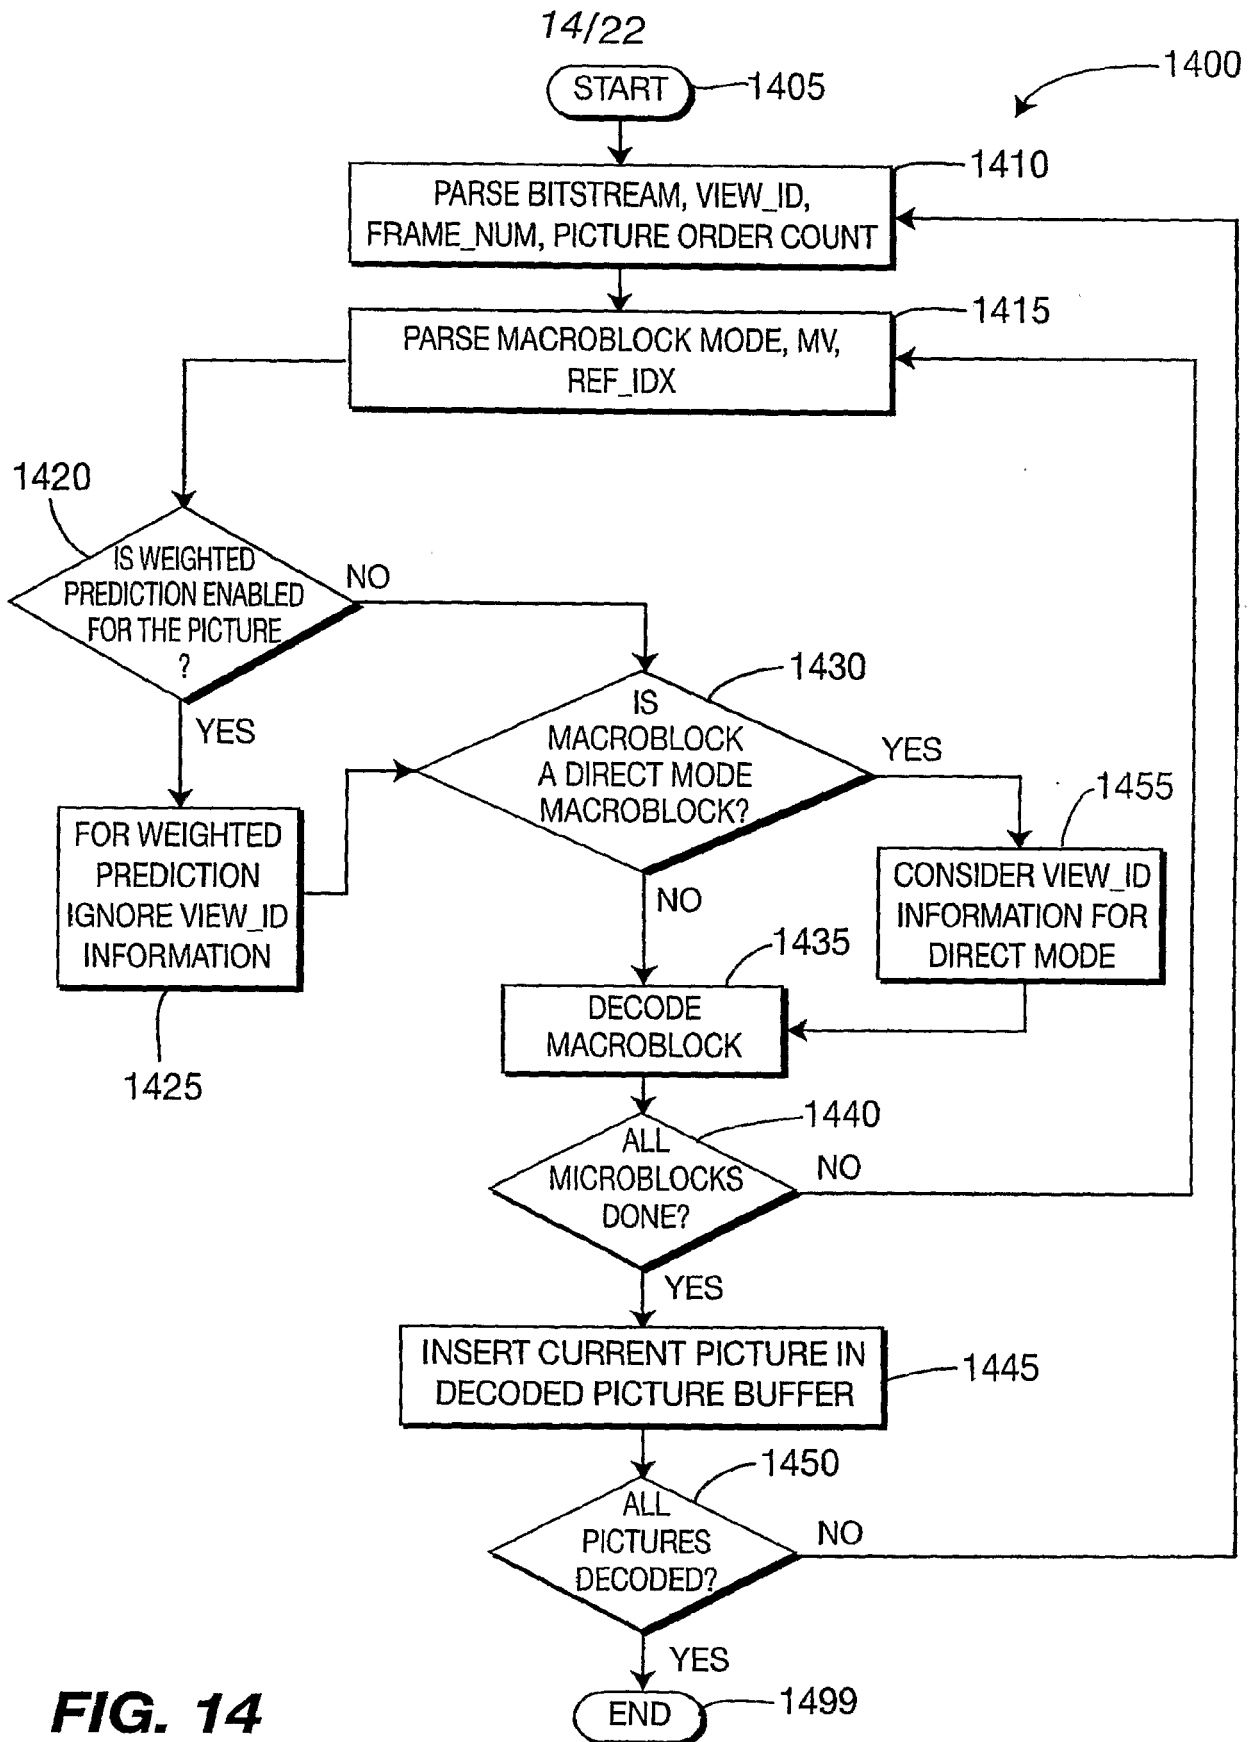 14/22
START
1405
1400
1410
PARSE BITSTREAM, VIEW_ID,
FRAME_NUM, PICTURE ORDER COUNT
1415
PARSE MACROBLOCK MODE, MV,
REF_IDX
1420
IS WEIGHTED
PREDICTION ENABLED
FOR THE PICTURE
?
NO
YES
1430
IS
MACROBLOCK
A DIRECT MODE
MACROBLOCK?
YES
NO
1455
FOR WEIGHTED
PREDICTION
IGNORE VIEW_ID
INFORMATION
1425
CONSIDER VIEW_ID
INFORMATION FOR
DIRECT MODE
1435
DECODE
MACROBLOCK
1440
ALL
MICROBLOCKS
DONE?
NO
YES
INSERT CURRENT PICTURE IN
DECODED PICTURE BUFFER
1445
1450
ALL
PICTURES
DECODED?
NO
YES
END
1499
FIG. 14